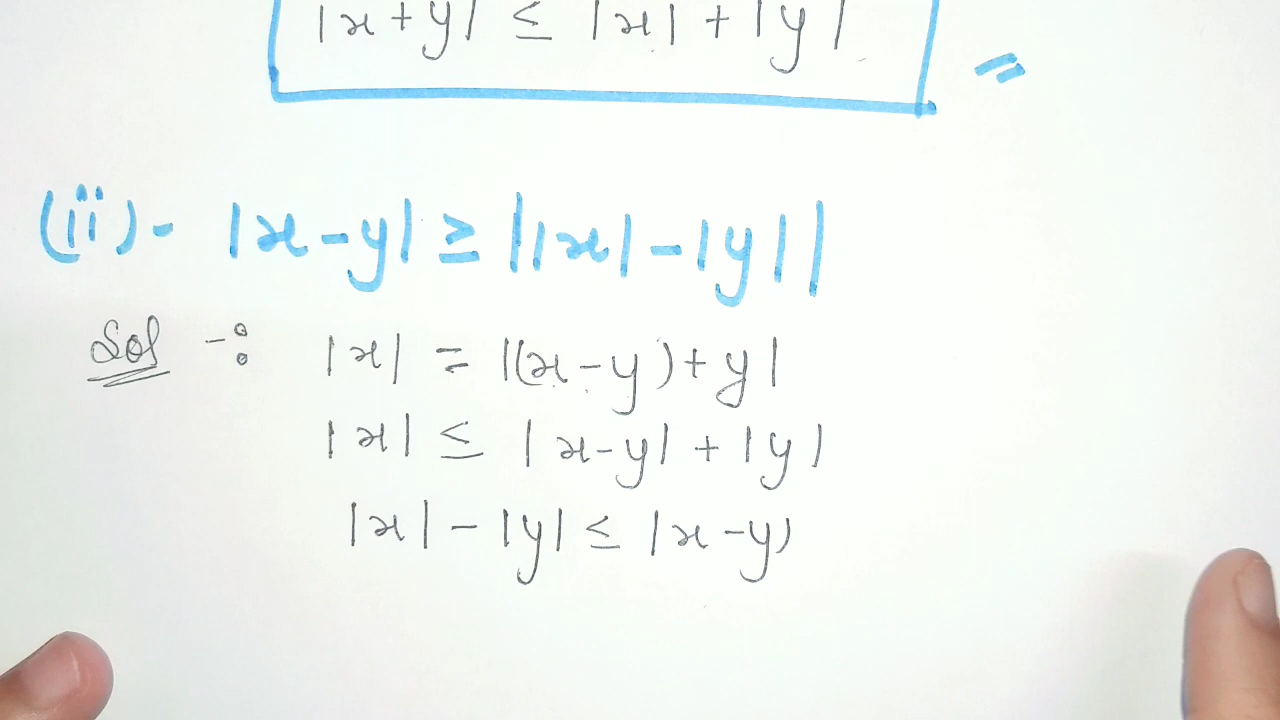 |x+y| ≤ |x| + |y|
(ii)- |x-y| ≥ ||x|-|y||
Sol -: |x| = |(x-y)+y|
|x| ≤ |x-y| + |y|
|x| - |y| ≤ |x-y|